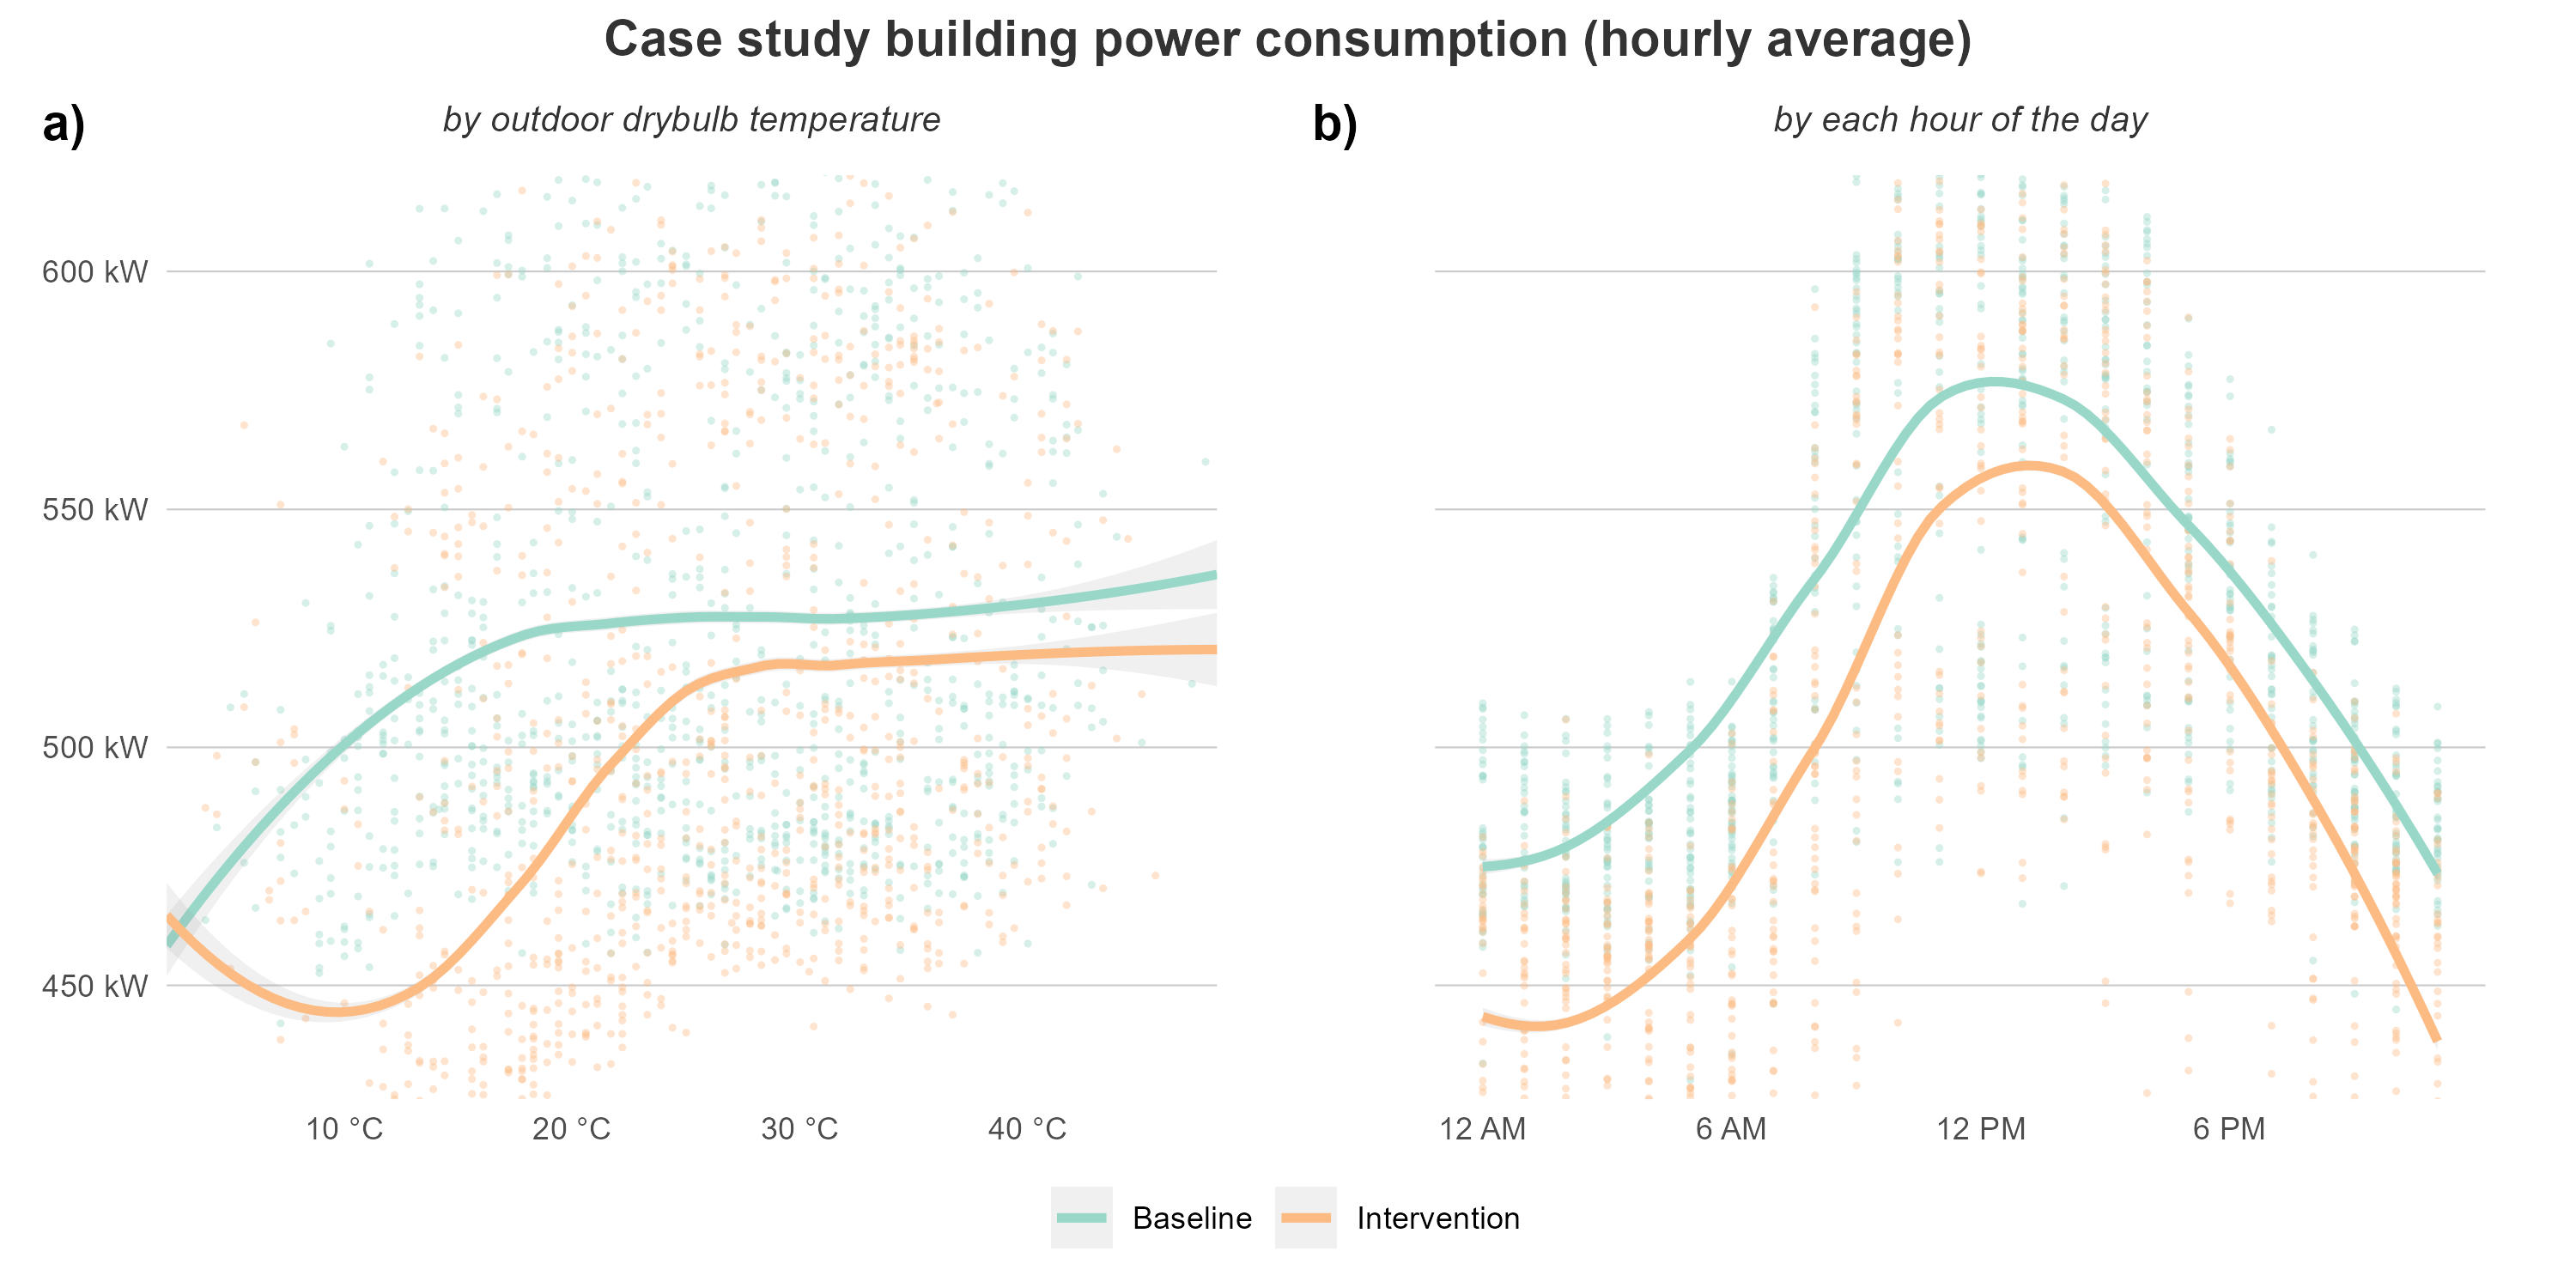 Case study building power consumption (hourly average)
a)
by outdoor drybulb temperature
b)
by each hour of the day
600 kW
550 kW
500 kW
450 kW
10 °C
20 °C
30 °C
40 °C
12 AM
6 AM
12 PM
6 PM
Baseline
Intervention